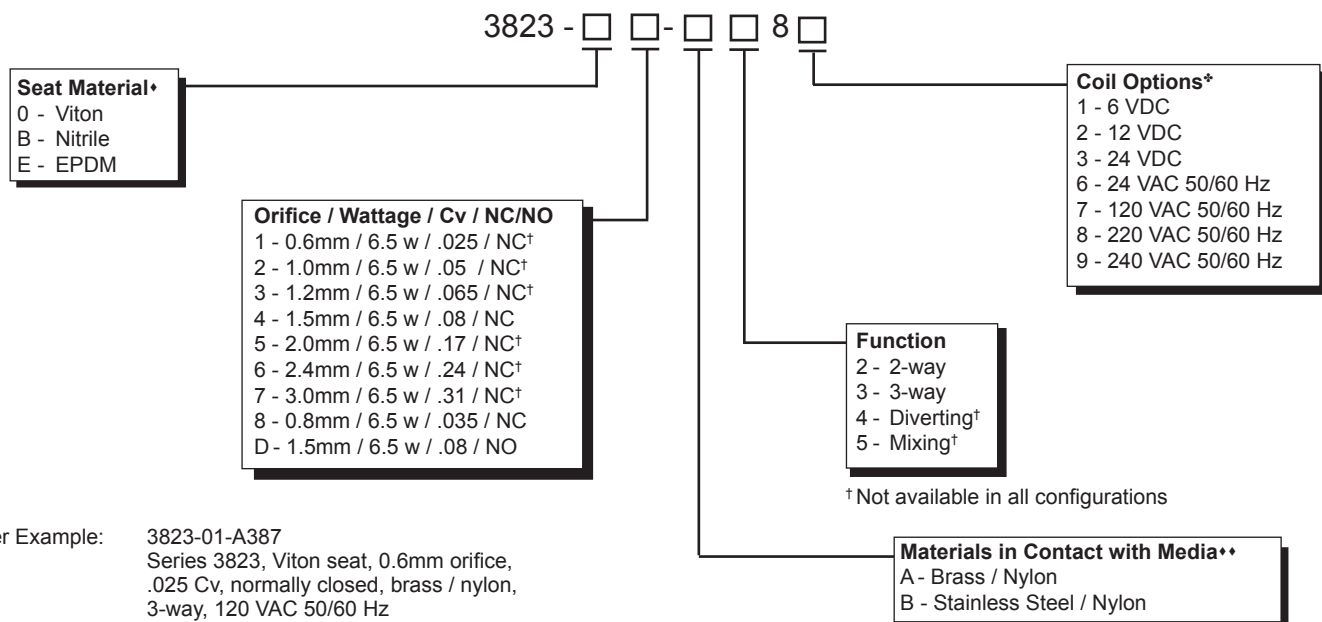 3823 - □ □ - □ □ 8 □
Seat Material♦
0 - Viton
B - Nitrile
E - EPDM
Coil Options✤
1 - 6 VDC
2 - 12 VDC
3 - 24 VDC
6 - 24 VAC 50/60 Hz
7 - 120 VAC 50/60 Hz
8 - 220 VAC 50/60 Hz
9 - 240 VAC 50/60 Hz
Orifice / Wattage / Cv / NC/NO
1 - 0.6mm / 6.5 w / .025 / NC†
2 - 1.0mm / 6.5 w / .05 / NC†
3 - 1.2mm / 6.5 w / .065 / NC†
4 - 1.5mm / 6.5 w / .08 / NC
5 - 2.0mm / 6.5 w / .17 / NC†
6 - 2.4mm / 6.5 w / .24 / NC†
7 - 3.0mm / 6.5 w / .31 / NC†
8 - 0.8mm / 6.5 w / .035 / NC
D - 1.5mm / 6.5 w / .08 / NO
Function
2 - 2-way
3 - 3-way
4 - Diverting†
5 - Mixing†
† Not available in all configurations
Materials in Contact with Media♦♦
A - Brass / Nylon
B - Stainless Steel / Nylon
Example: 3823-01-A387
Series 3823, Viton seat, 0.6mm orifice,
.025 Cv, normally closed, brass / nylon,
3-way, 120 VAC 50/60 Hz